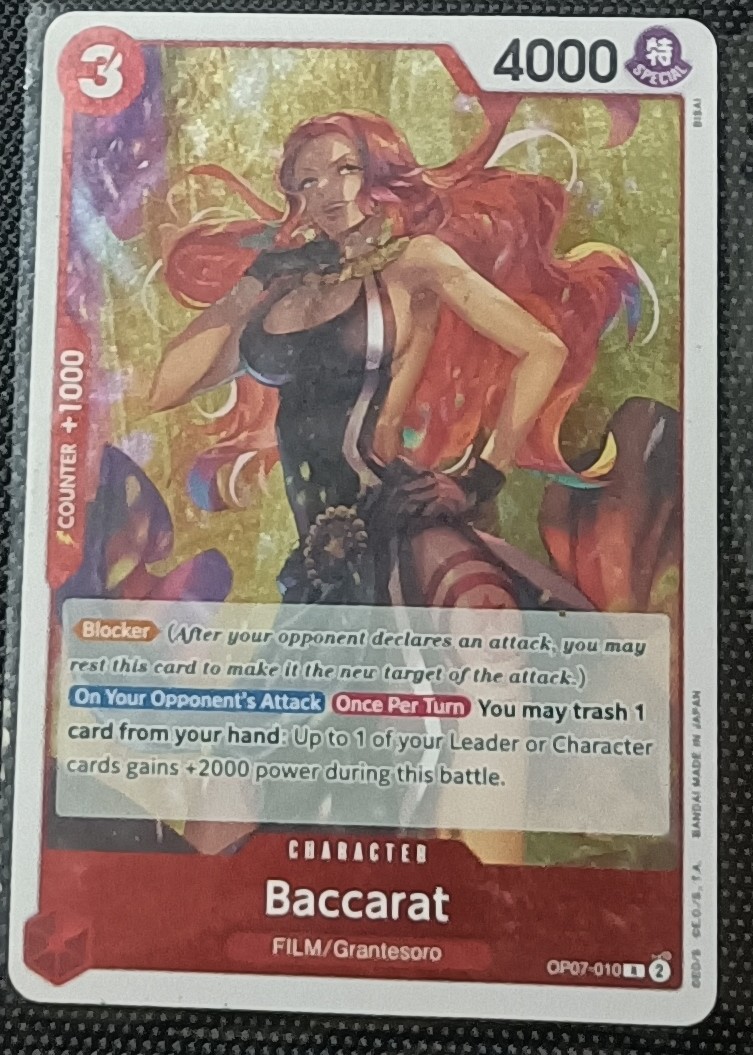 3
4000
特
SPECIAL
BISAI
COUNTER +1000
Blocker (After your opponent declares an attack, you may
rest this card to make it the new target of the attack.)
On Your Opponent's Attack Once Per Turn You may trash 1
card from your hand: Up to 1 of your Leader or Character
cards gains +2000 power during this battle.
CHARACTER
Baccarat
FILM/Grantesoro
OP07-010 R 2
©E.O./S., T.A. BANDAI MADE IN JAPAN